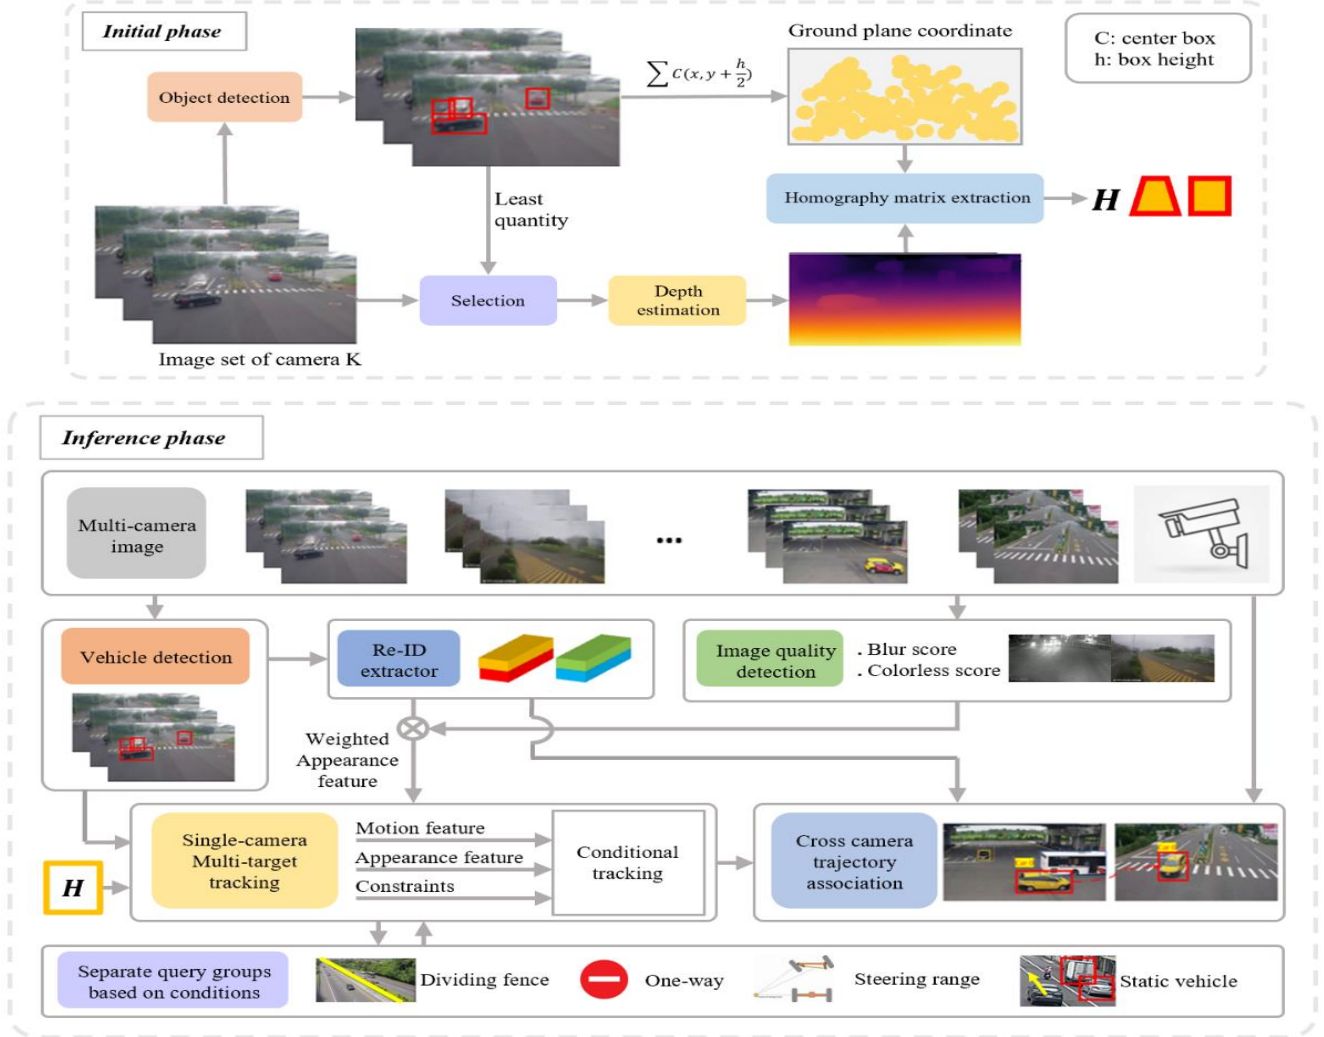 Initial phase
Object detection
∑ C(x, y + h/2)
Ground plane coordinate
C: center box
h: box height
Least
quantity
Homography matrix extraction
H
Selection
Depth
estimation
Image set of camera K
Inference phase
Multi-camera
image
...
Vehicle detection
Re-ID
extractor
Image quality
detection
. Blur score
. Colorless score
Weighted
Appearance
feature
Single-camera
Multi-target
tracking
Motion feature
Appearance feature
Constraints
Conditional
tracking
Cross camera
trajectory
association
H
Separate query groups
based on conditions
Dividing fence
One-way
Steering range
Static vehicle